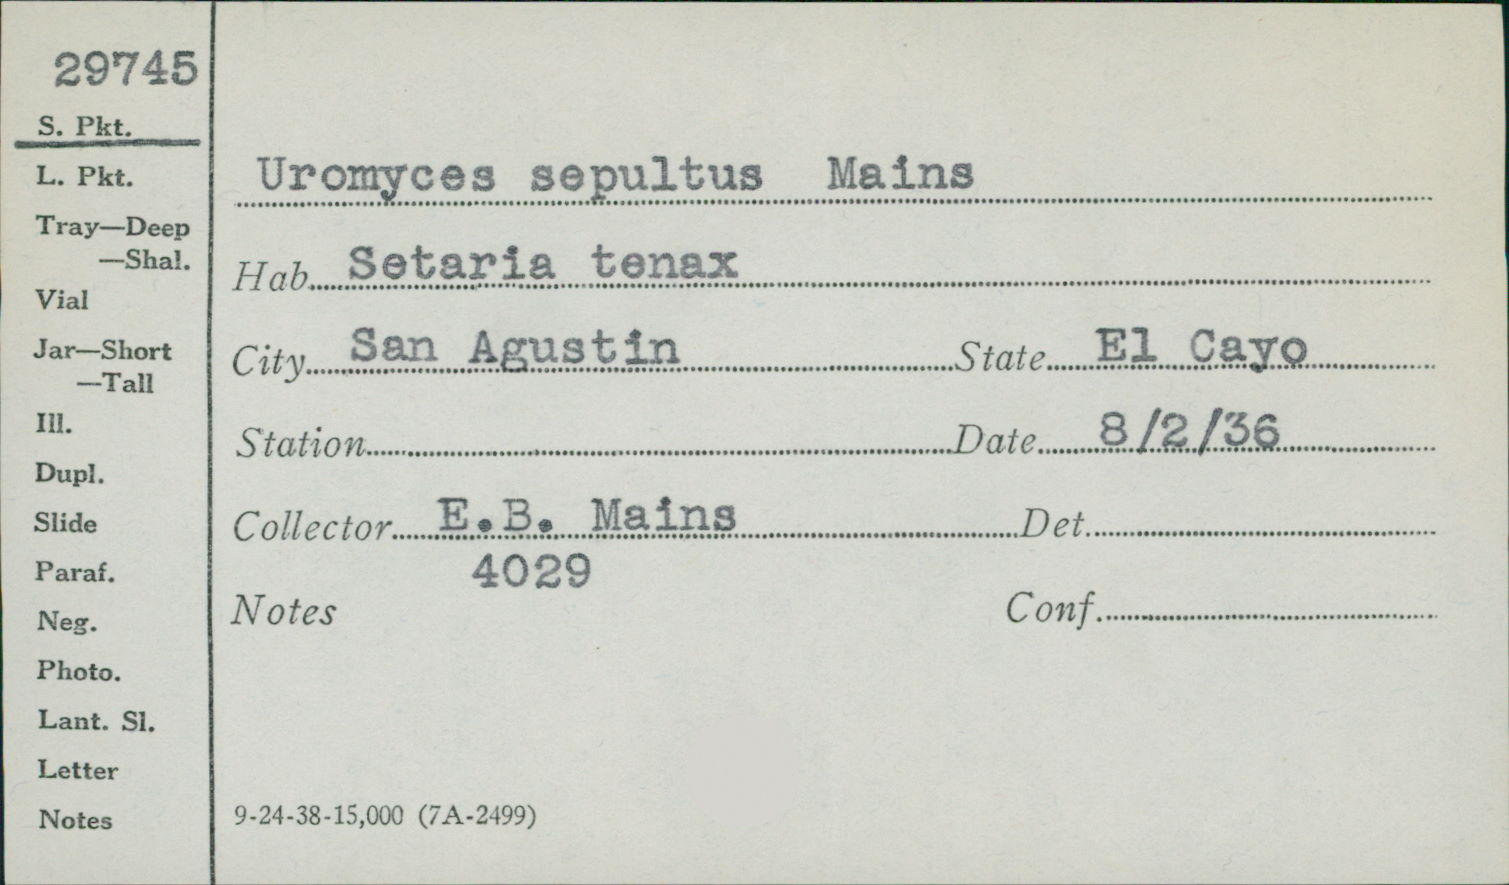 29745
S. Pkt.
L. Pkt.
Tray—Deep
—Shal.
Vial
Jar—Short
—Tall
Ill.
Dupl.
Slide
Paraf.
Neg.
Photo.
Lant. Sl.
Letter
Notes
Uromyces sepultus Mains
Hab. Setaria tenax
City San Agustin State El Cayo
Station Date 8/2/36
Collector E.B. Mains Det.
4029
Notes Conf.
9-24-38-15,000 (7A-2499)